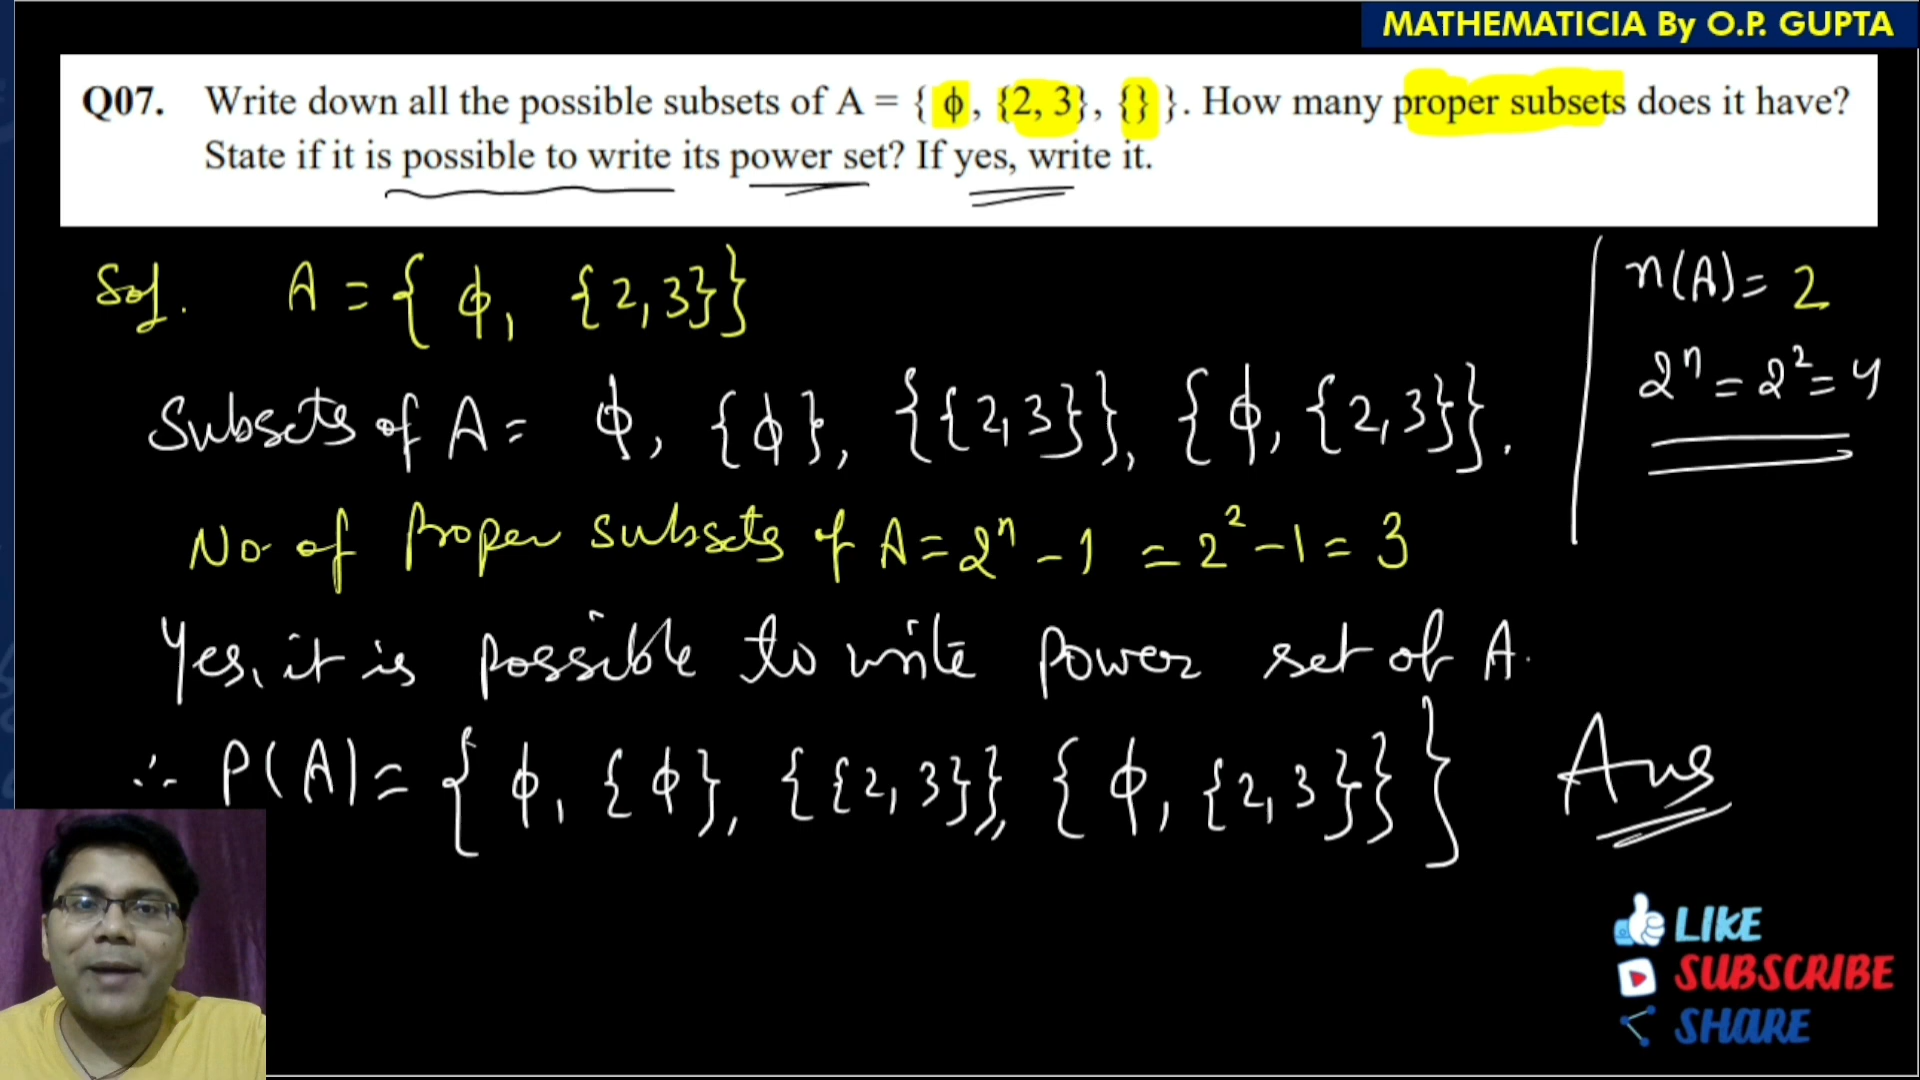 MATHEMATICIA By O.P. GUPTA
Q07. Write down all the possible subsets of A = { ϕ, {2, 3}, {} }. How many proper subsets does it have?
State if it is possible to write its power set? If yes, write it.
Sol. A = { ϕ, {2,3}}
n(A) = 2
2ⁿ = 2² = 4
Subsets of A = ϕ, {ϕ}, {{2,3}}, {ϕ, {2,3}}.
No of Proper subsets of A = 2ⁿ - 1 = 2² - 1 = 3
Yes, it is possible to write Power set of A.
∴ P(A) = { ϕ, {ϕ}, {{2,3}}, {ϕ, {2,3}} } Ans
LIKE
SUBSCRIBE
SHARE